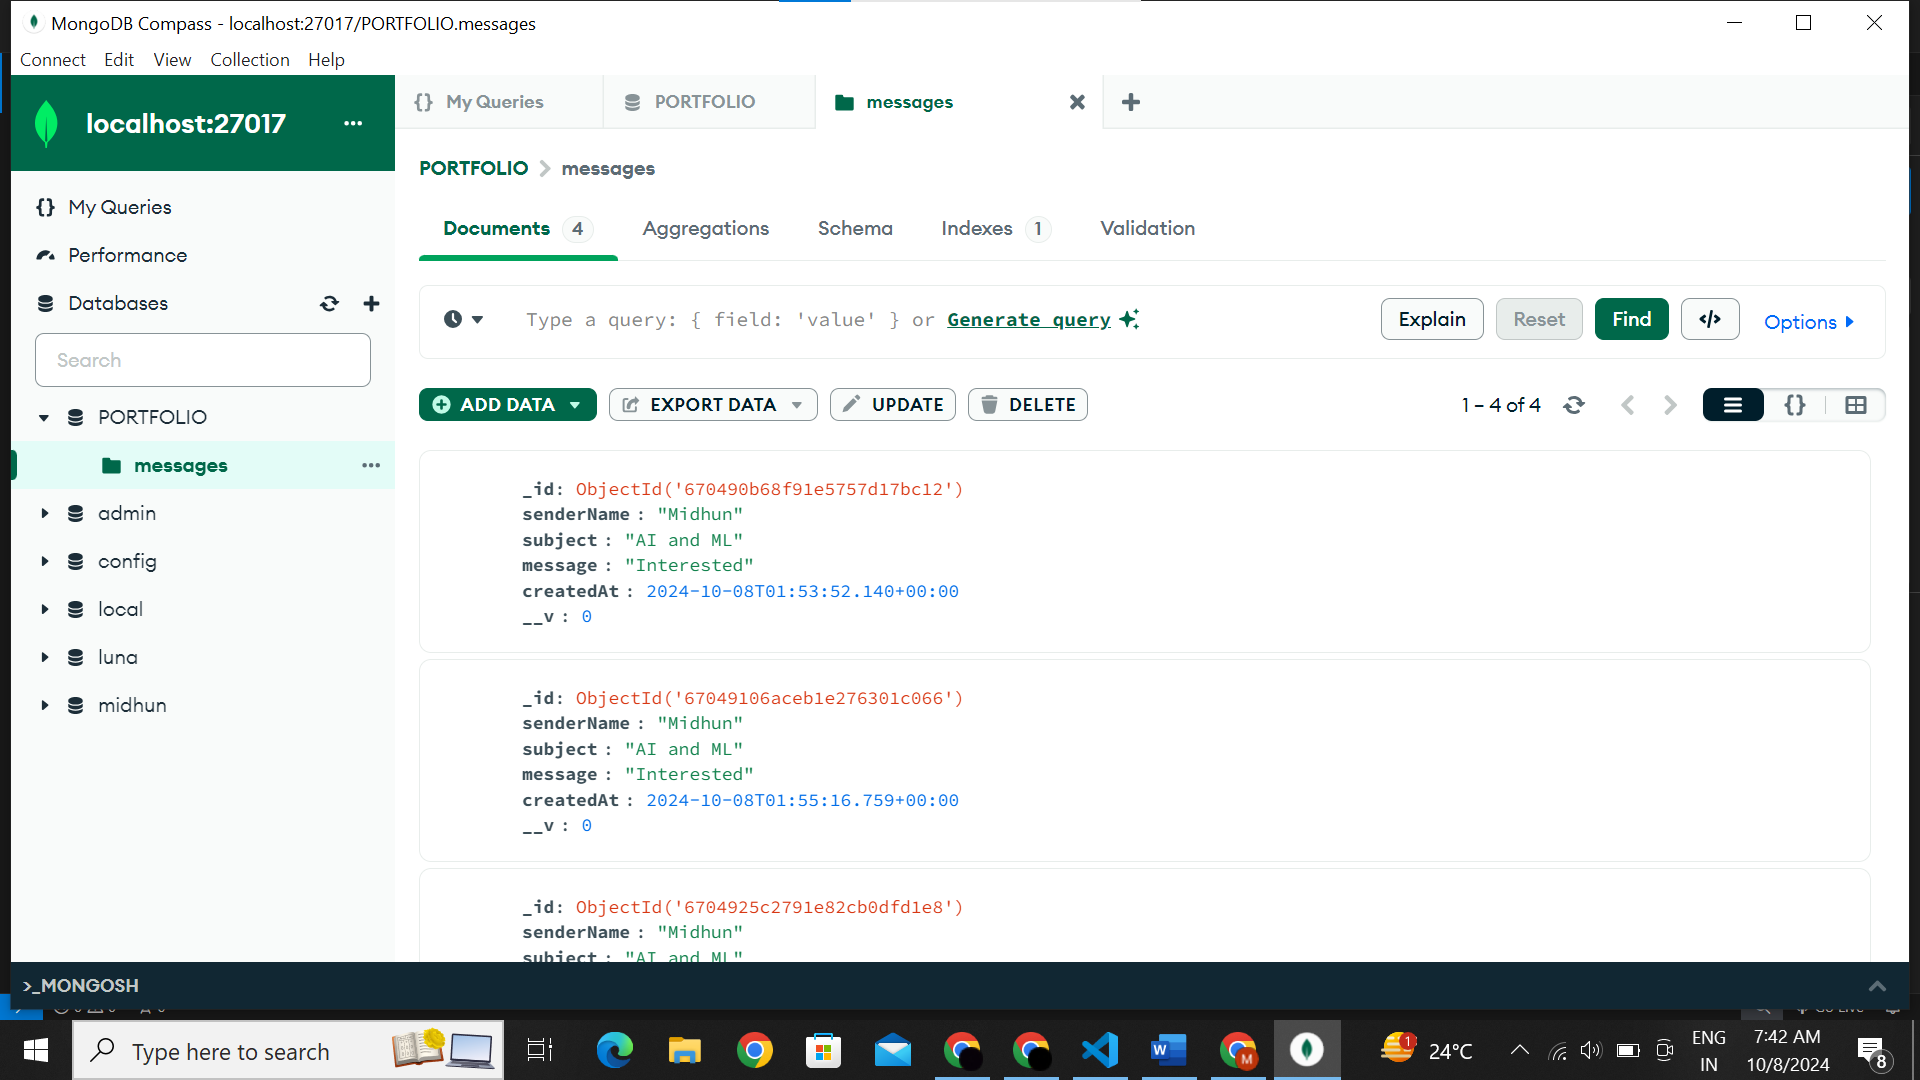 MongoDB Compass - localhost:27017/PORTFOLIO.messages
Connect Edit View Collection Help
localhost:27017 ...
My Queries
PORTFOLIO
messages
My Queries
Performance
Databases
Search
PORTFOLIO
messages
admin
config
local
luna
midhun
PORTFOLIO > messages
Documents 4 Aggregations Schema Indexes 1 Validation
Type a query: { field: 'value' } or Generate query
Explain Reset Find </> Options
ADD DATA EXPORT DATA UPDATE DELETE 1 – 4 of 4 {}
_id: ObjectId('670490b68f91e5757d17bc12')
senderName : "Midhun"
subject : "AI and ML"
message : "Interested"
createdAt : 2024-10-08T01:53:52.140+00:00
__v : 0
_id: ObjectId('67049106aceb1e276301c066')
senderName : "Midhun"
subject : "AI and ML"
message : "Interested"
createdAt : 2024-10-08T01:55:16.759+00:00
__v : 0
_id: ObjectId('6704925c2791e82cb0dfd1e8')
senderName : "Midhun"
subject : "AI and ML"
>_MONGOSH
Type here to search
1
24°C
ENG
IN
7:42 AM
10/8/2024
8